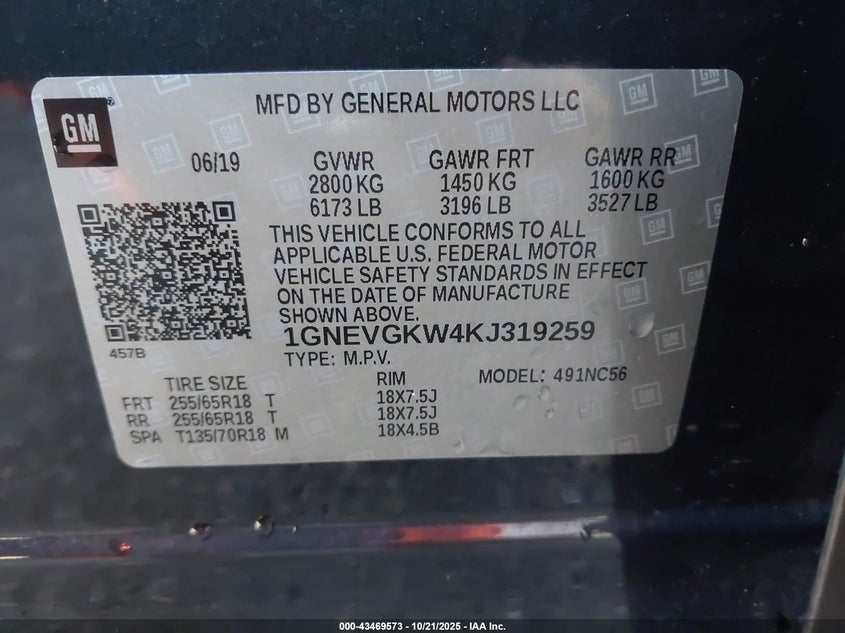 GM
MFD BY GENERAL MOTORS LLC
06/19 GVWR GAWR FRT GAWR RR
2800 KG 1450 KG 1600 KG
6173 LB 3196 LB 3527 LB
THIS VEHICLE CONFORMS TO ALL
APPLICABLE U.S. FEDERAL MOTOR
VEHICLE SAFETY STANDARDS IN EFFECT
ON THE DATE OF MANUFACTURE
SHOWN ABOVE.
1GNEVGKW4KJ319259
457B
TYPE: M.P.V.
TIRE SIZE RIM MODEL: 491NC56
FRT 255/65R18 T 18X7.5J
RR 255/65R18 T 18X7.5J
SPA T135/70R18 M 18X4.5B
000-43469573 - 10/21/2025 - IAA Inc.